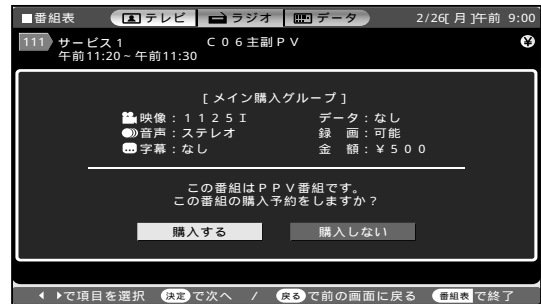 ■番組表 テレビ ラジオ データ 2/26[月]午前 9:00
111 サービス1 C06主副PV
午前11:20~午前11:30
[メイン購入グループ]
映像:1125I データ:なし
音声:ステレオ 録 画:可能
字幕:なし 金 額:¥500
この番組はPPV番組です。
この番組の購入予約をしますか?
購入する 購入しない
で項目を選択 決定で次へ / 戻るで前の画面に戻る 番組表で終了